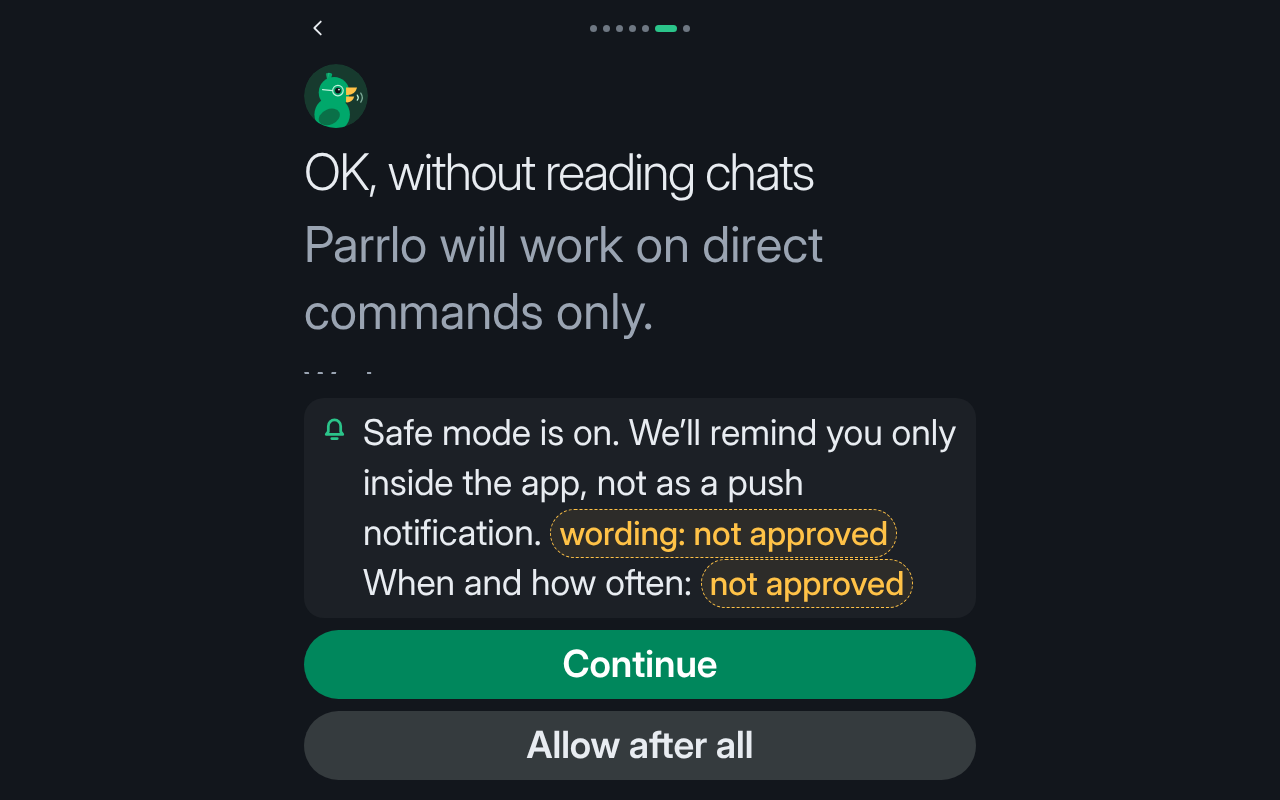 OK, without reading chats
Parrlo will work on direct
commands only.
Safe mode is on. We’ll remind you only
inside the app, not as a push
notification. wording: not approved
When and how often: not approved
Continue
Allow after all